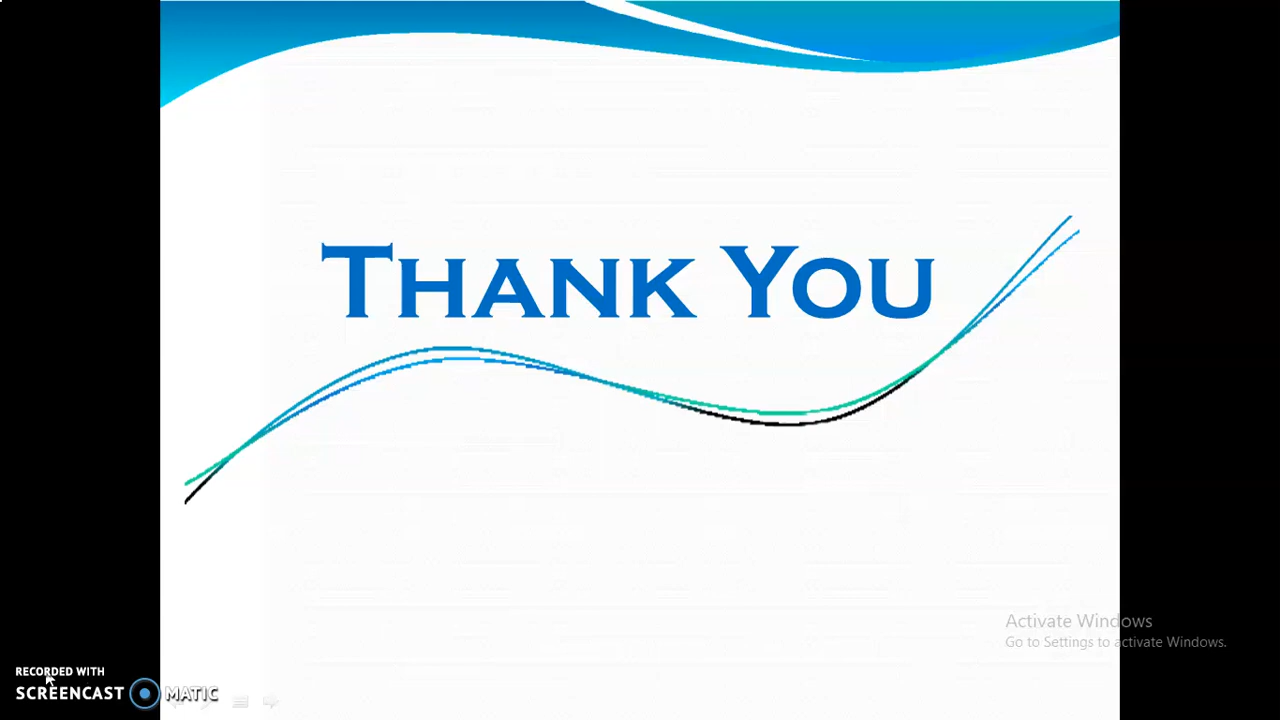 THANK YOU
Activate Windows
Go to Settings to activate Windows.
RECORDED WITH
SCREENCAST MATIC